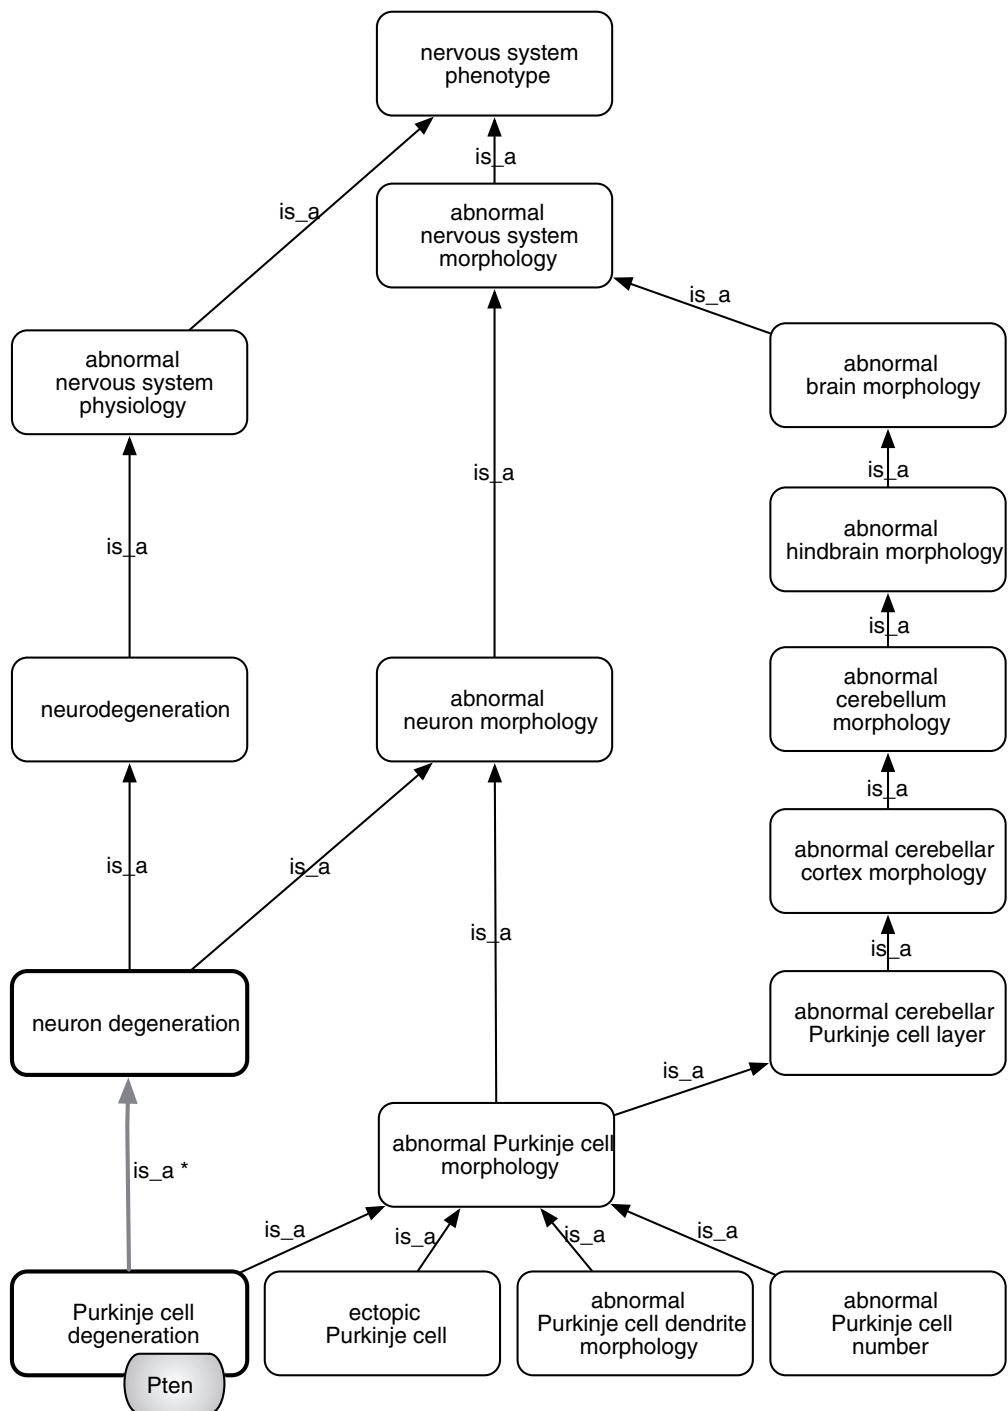 nervous system
phenotype
is_a
is_a
abnormal
nervous system
morphology
is_a
abnormal
nervous system
physiology
abnormal
brain morphology
is_a
is_a
abnormal
hindbrain morphology
is_a
is_a
neurodegeneration
abnormal
neuron morphology
abnormal
cerebellum
morphology
is_a
is_a
is_a
abnormal cerebellar
cortex morphology
is_a
is_a
neuron degeneration
abnormal cerebellar
Purkinje cell layer
is_a
abnormal Purkinje cell
morphology
is_a *
is_a
is_a
is_a
is_a
Purkinje cell
degeneration
ectopic
Purkinje cell
abnormal
Purkinje cell dendrite
morphology
abnormal
Purkinje cell
number
Pten